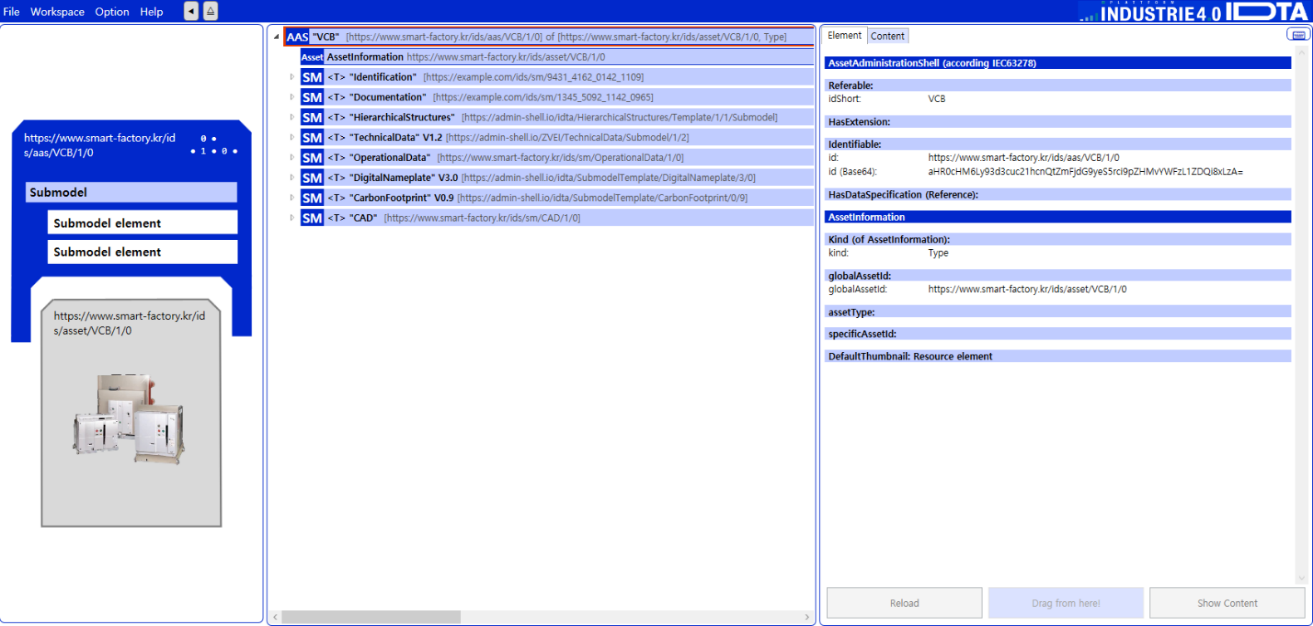 File Workspace Option Help
INDUSTRIE4.0 IDTA
https://www.smart-factory.kr/id
s/aas/VCB/1/0
0
1 0
Submodel
Submodel element
Submodel element
https://www.smart-factory.kr/id
s/asset/VCB/1/0
AAS "VCB" [https://www.smart-factory.kr/ids/aas/VCB/1/0] of [https://www.smart-factory.kr/ids/asset/VCB/1/0, Type]
Asset AssetInformation https://www.smart-factory.kr/ids/asset/VCB/1/0
SM <T> "Identification" [https://example.com/ids/sm/9431_4162_0142_1109]
SM <T> "Documentation" [https://example.com/ids/sm/1345_5092_1142_0965]
SM <T> "HierarchicalStructures" [https://admin-shell.io/idta/HierarchicalStructures/Template/1/1/Submodel]
SM <T> "TechnicalData" V1.2 [https://admin-shell.io/ZVEI/TechnicalData/Submodel/1/2]
SM <T> "OperationalData" [https://www.smart-factory.kr/ids/sm/OperationalData/1/0]
SM <T> "DigitalNameplate" V3.0 [https://admin-shell.io/idta/SubmodelTemplate/DigitalNameplate/3/0]
SM <T> "CarbonFootprint" V0.9 [https://admin-shell.io/idta/SubmodelTemplate/CarbonFootprint/0/9]
SM <T> "CAD" [https://www.smart-factory.kr/ids/sm/CAD/1/0]
Element Content
AssetAdministrationShell (according IEC63278)
Referable:
idShort: VCB
HasExtension:
Identifiable:
id: https://www.smart-factory.kr/ids/aas/VCB/1/0
id (Base64):
HasDataSpecification (Reference):
AssetInformation
Kind (of AssetInformation):
kind: Type
globalAssetId:
globalAssetId: https://www.smart-factory.kr/ids/asset/VCB/1/0
assetType:
specificAssetId:
DefaultThumbnail: Resource element
Reload Drag from here! Show Content